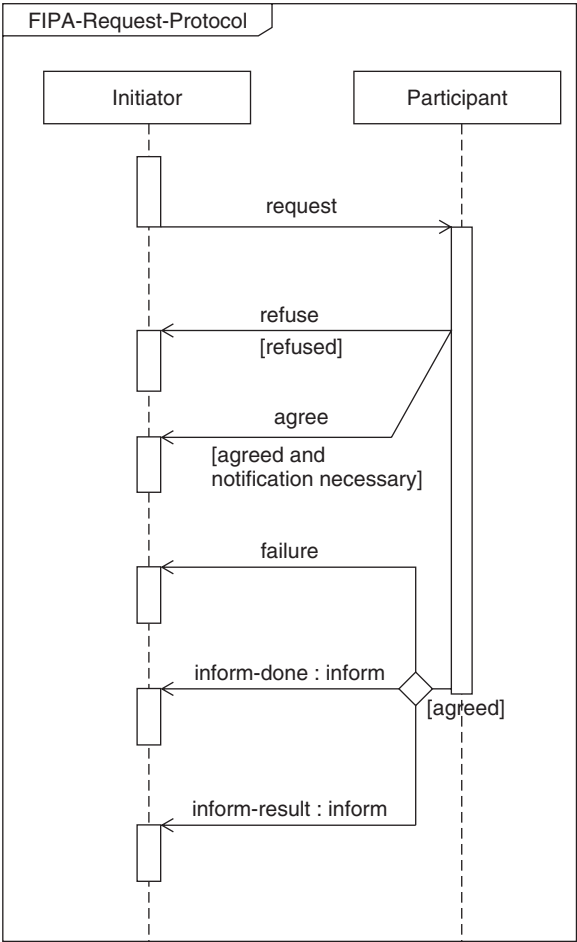 FIPA-Request-Protocol
Initiator
Participant
request
refuse
[refused]
agree
[agreed and
notification necessary]
failure
inform-done : inform
[agreed]
inform-result : inform